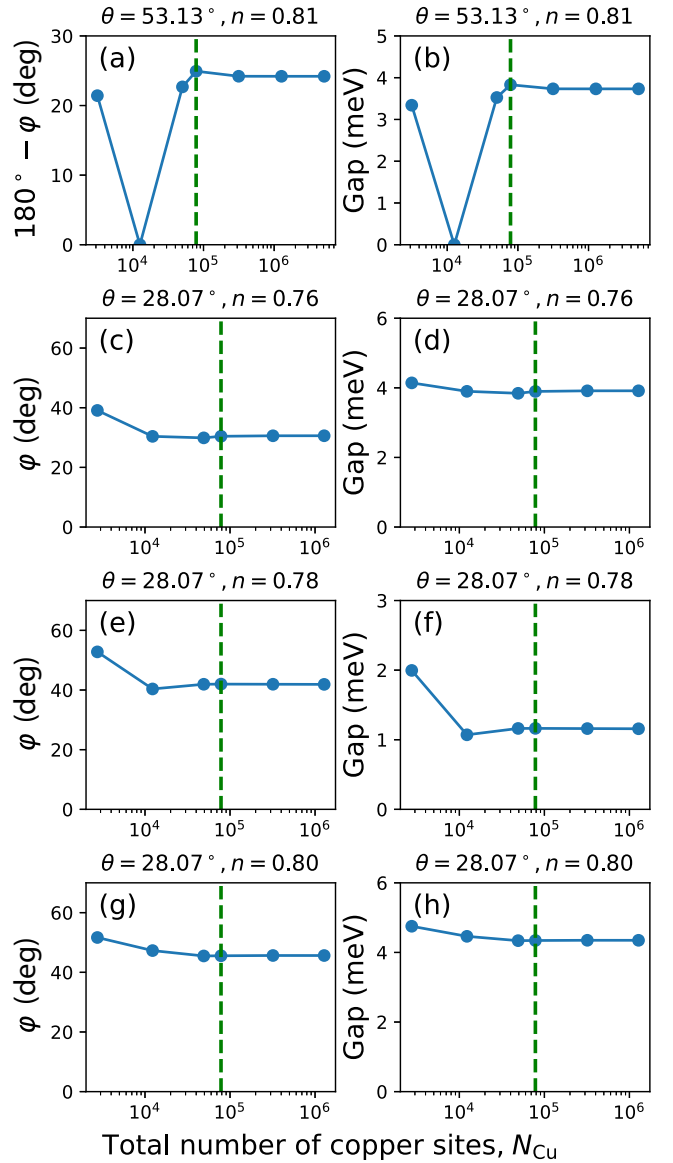 θ = 53.13°, n = 0.81
θ = 53.13°, n = 0.81
(a)
180° − φ (deg)
30
20
10
0
10⁴ 10⁵ 10⁶
(b)
Gap (meV)
5
4
3
2
1
0
10⁴ 10⁵ 10⁶
θ = 28.07°, n = 0.76
θ = 28.07°, n = 0.76
(c)
φ (deg)
60
40
20
0
10⁴ 10⁵ 10⁶
(d)
Gap (meV)
6
4
2
0
10⁴ 10⁵ 10⁶
θ = 28.07°, n = 0.78
θ = 28.07°, n = 0.78
(e)
φ (deg)
60
40
20
0
10⁴ 10⁵ 10⁶
(f)
Gap (meV)
3
2
1
0
10⁴ 10⁵ 10⁶
θ = 28.07°, n = 0.80
θ = 28.07°, n = 0.80
(g)
φ (deg)
60
40
20
0
10⁴ 10⁵ 10⁶
(h)
Gap (meV)
6
4
2
0
10⁴ 10⁵ 10⁶
Total number of copper sites, N_Cu